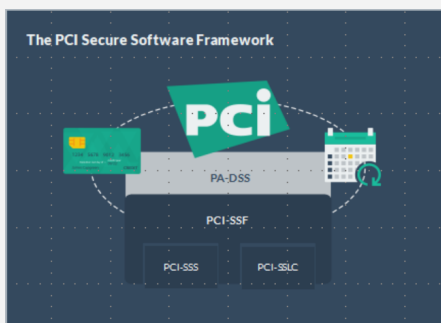 The PCI Secure Software Framework
PCi
PA-DSS
PCI-SSF
PCI-SSS
PCI-SSLC